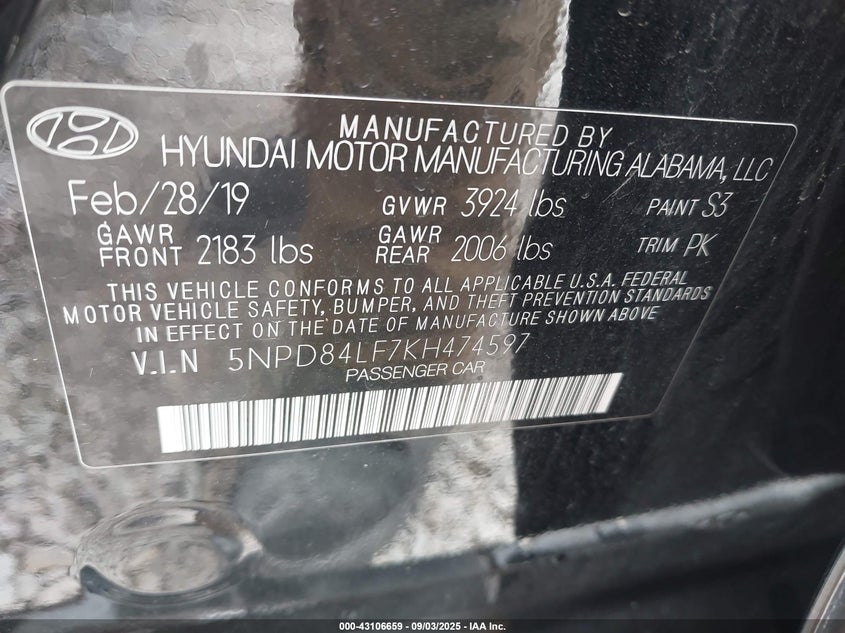 MANUFACTURED BY
HYUNDAI MOTOR MANUFACTURING ALABAMA, LLC
Feb/28/19 GVWR 3924 lbs PAINT S3
GAWR FRONT 2183 lbs GAWR REAR 2006 lbs TRIM PK
THIS VEHICLE CONFORMS TO ALL APPLICABLE U.S.A. FEDERAL
MOTOR VEHICLE SAFETY, BUMPER, AND THEFT PREVENTION STANDARDS
IN EFFECT ON THE DATE OF MANUFACTURE SHOWN ABOVE
V.I.N 5NPD84LF7KH474597
PASSENGER CAR
000-43106659 - 09/03/2025 - IAA Inc.